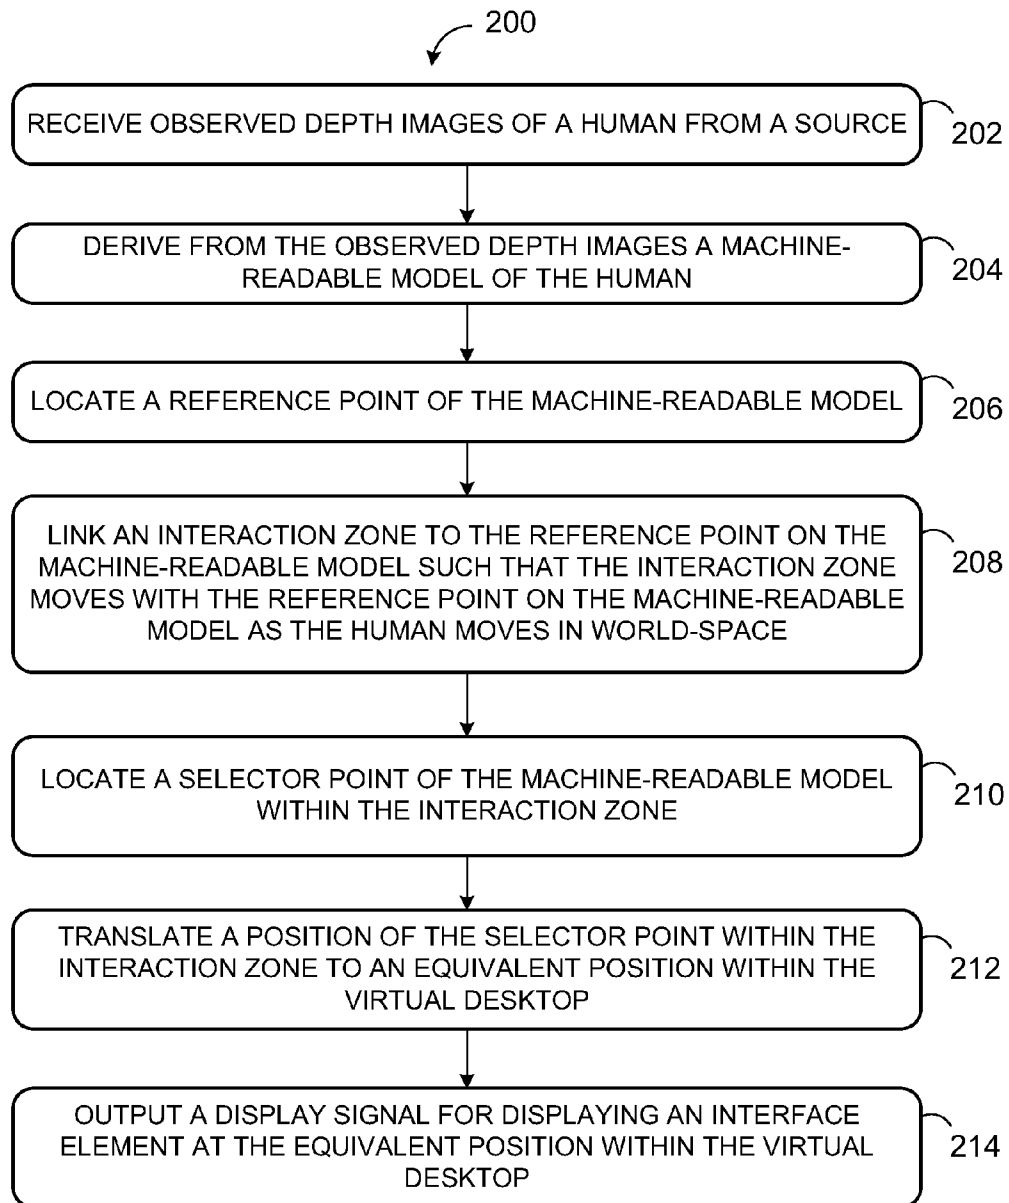 200
RECEIVE OBSERVED DEPTH IMAGES OF A HUMAN FROM A SOURCE
202
DERIVE FROM THE OBSERVED DEPTH IMAGES A MACHINE-
READABLE MODEL OF THE HUMAN
204
LOCATE A REFERENCE POINT OF THE MACHINE-READABLE MODEL
206
LINK AN INTERACTION ZONE TO THE REFERENCE POINT ON THE
MACHINE-READABLE MODEL SUCH THAT THE INTERACTION ZONE
MOVES WITH THE REFERENCE POINT ON THE MACHINE-READABLE
MODEL AS THE HUMAN MOVES IN WORLD-SPACE
208
LOCATE A SELECTOR POINT OF THE MACHINE-READABLE MODEL
WITHIN THE INTERACTION ZONE
210
TRANSLATE A POSITION OF THE SELECTOR POINT WITHIN THE
INTERACTION ZONE TO AN EQUIVALENT POSITION WITHIN THE
VIRTUAL DESKTOP
212
OUTPUT A DISPLAY SIGNAL FOR DISPLAYING AN INTERFACE
ELEMENT AT THE EQUIVALENT POSITION WITHIN THE VIRTUAL
DESKTOP
214